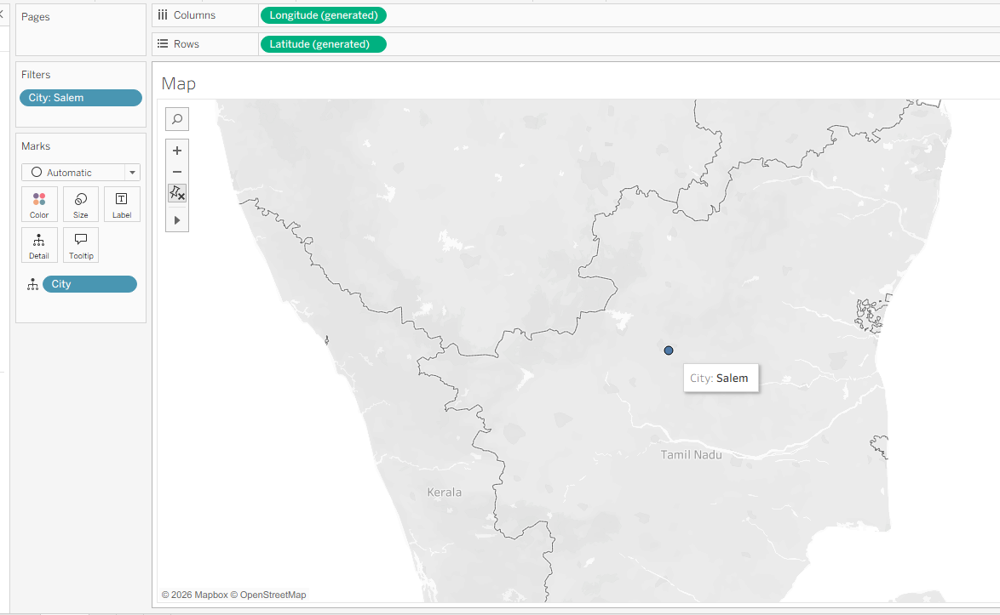 Pages
Columns
Longitude (generated)
Rows
Latitude (generated)
Filters
City: Salem
Marks
Automatic
Color
Size
Label
Detail
Tooltip
City
Map
City: Salem
Tamil Nadu
Kerala
© 2026 Mapbox © OpenStreetMap